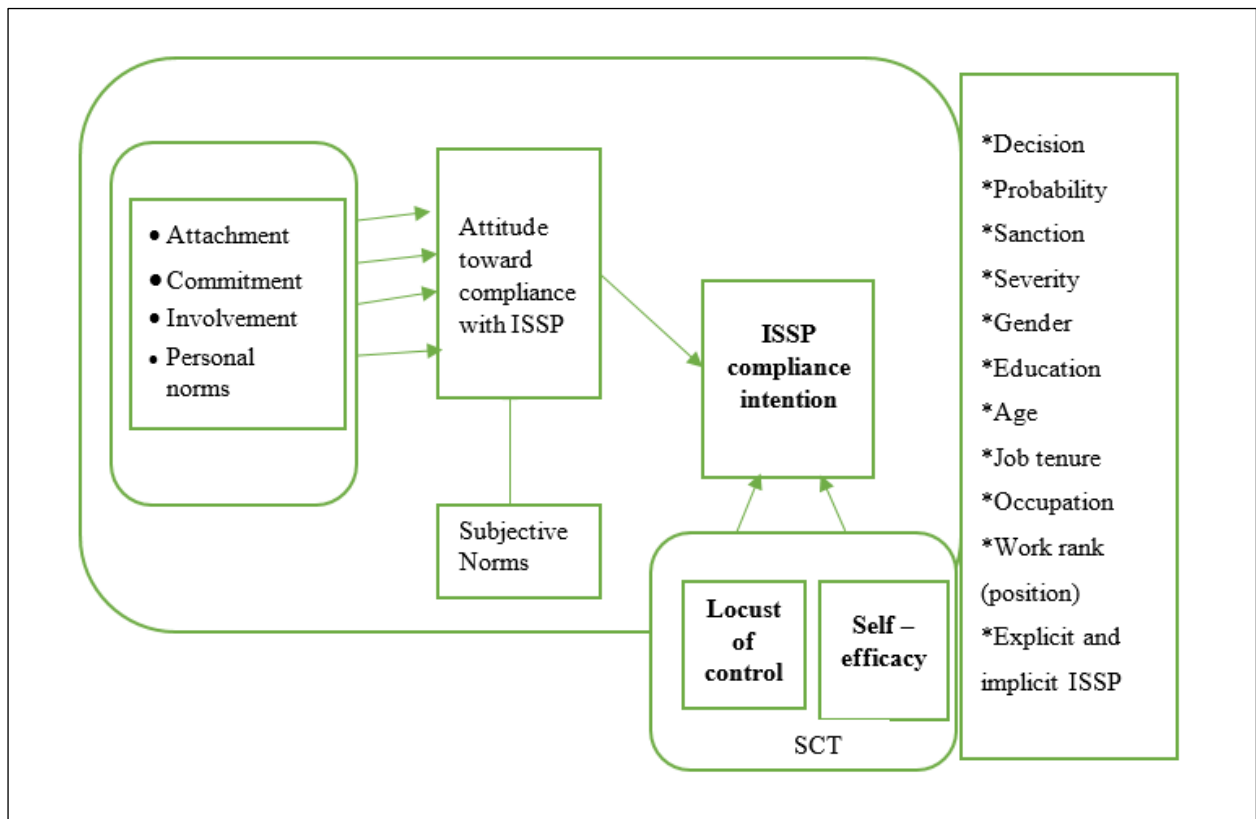 • Attachment
• Commitment
• Involvement
• Personal
norms
Attitude
toward
compliance
with ISSP
Subjective
Norms
ISSP
compliance
intention
Locust
of
control
Self –
efficacy
SCT
*Decision
*Probability
*Sanction
*Severity
*Gender
*Education
*Age
*Job tenure
*Occupation
*Work rank
(position)
*Explicit and
implicit ISSP